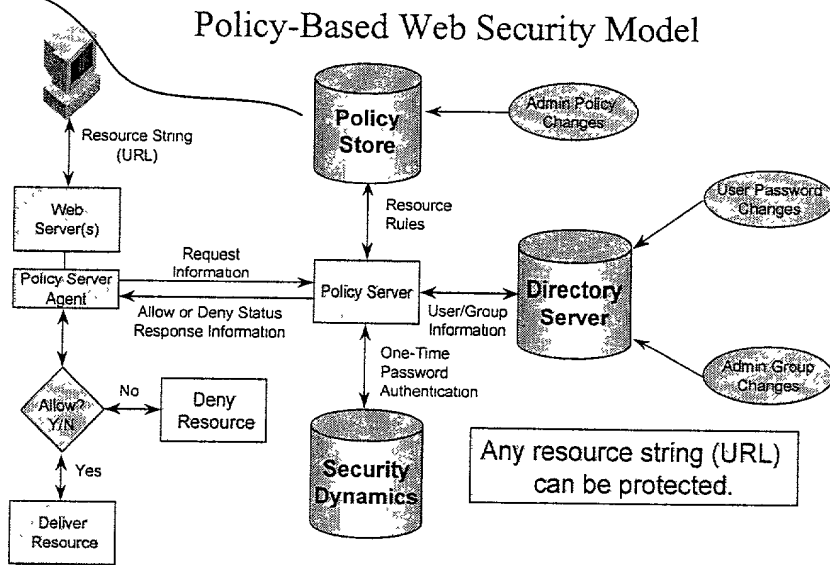 Policy-Based Web Security Model
Resource String
(URL)
Policy
Store
Admin Policy
Changes
Web
Server(s)
Resource
Rules
User Password
Changes
Request
Information
Policy Server
Agent
Policy Server
Directory
Server
Allow or Deny Status
Response Information
User/Group
Information
One-Time
Password
Authentication
Admin Group
Changes
Allow?
Y/N
No
Deny
Resource
Yes
Security
Dynamics
Any resource string (URL)
can be protected.
Deliver
Resource